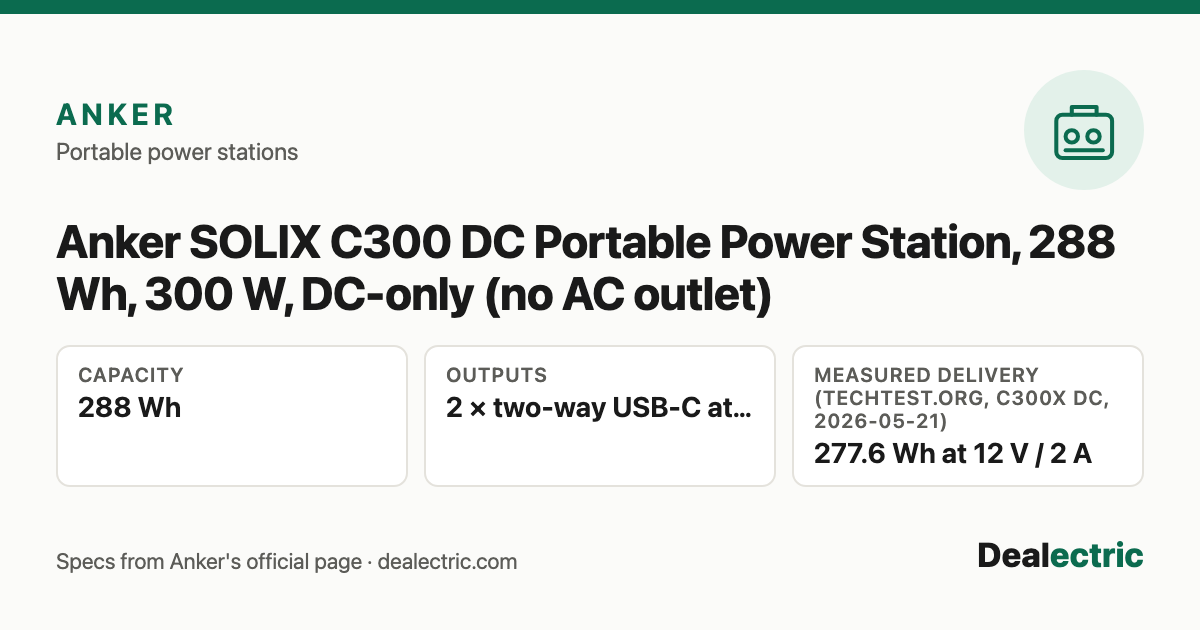 ANKER
Portable power stations
Anker SOLIX C300 DC Portable Power Station, 288
Wh, 300 W, DC-only (no AC outlet)
CAPACITY
288 Wh
OUTPUTS
2 × two-way USB-C at…
MEASURED DELIVERY
(TECHTEST.ORG, C300X DC,
2026-05-21)
277.6 Wh at 12 V / 2 A
Specs from Anker's official page · dealectric.com
Dealectric